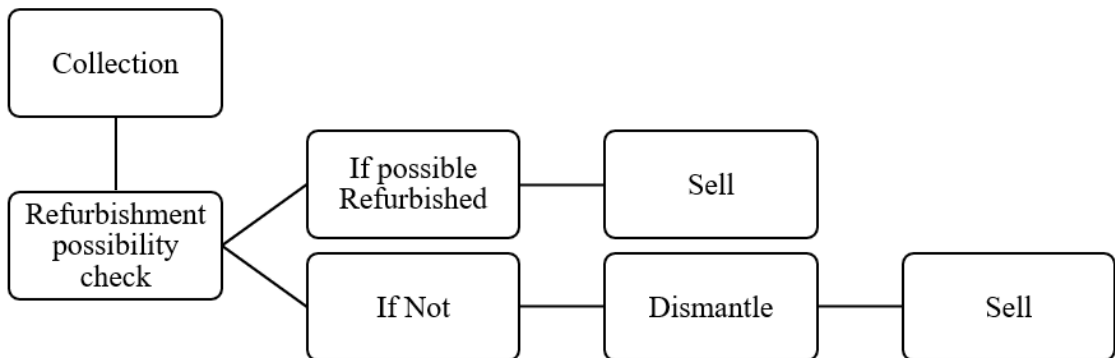 Collection
Refurbishment
possibility
check
If possible
Refurbished
Sell
If Not
Dismantle
Sell